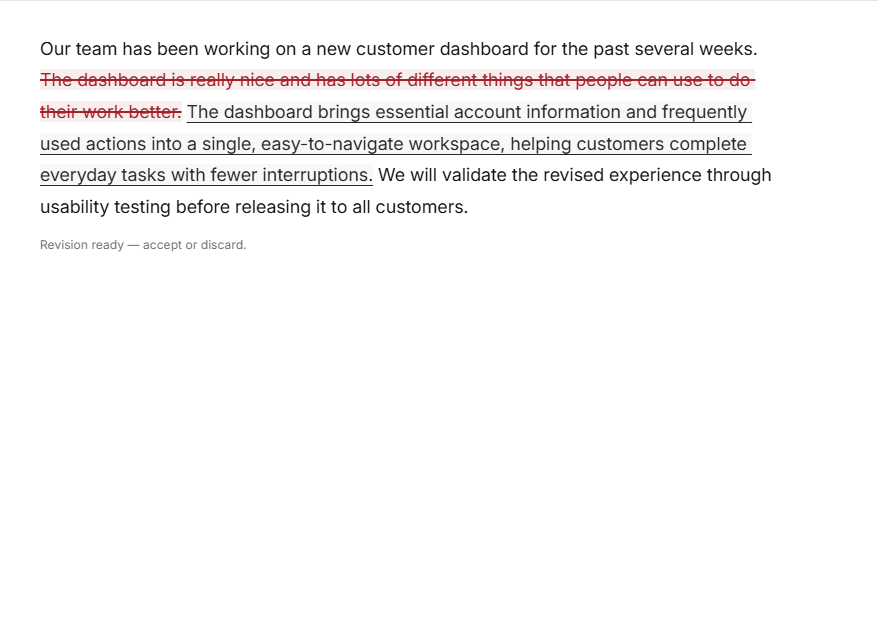 Our team has been working on a new customer dashboard for the past several weeks.
The dashboard is really nice and has lots of different things that people can use to do
their work better. The dashboard brings essential account information and frequently
used actions into a single, easy-to-navigate workspace, helping customers complete
everyday tasks with fewer interruptions. We will validate the revised experience through
usability testing before releasing it to all customers.
Revision ready — accept or discard.